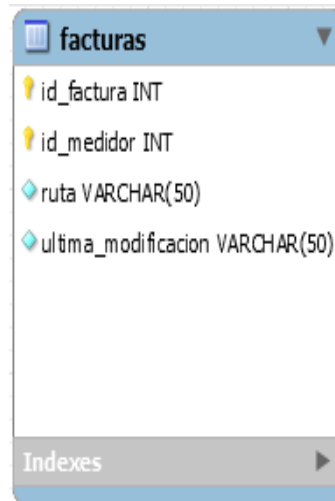 facturas
id_factura INT
id_medidor INT
ruta VARCHAR(50)
ultima_modificacion VARCHAR(50)
Indexes